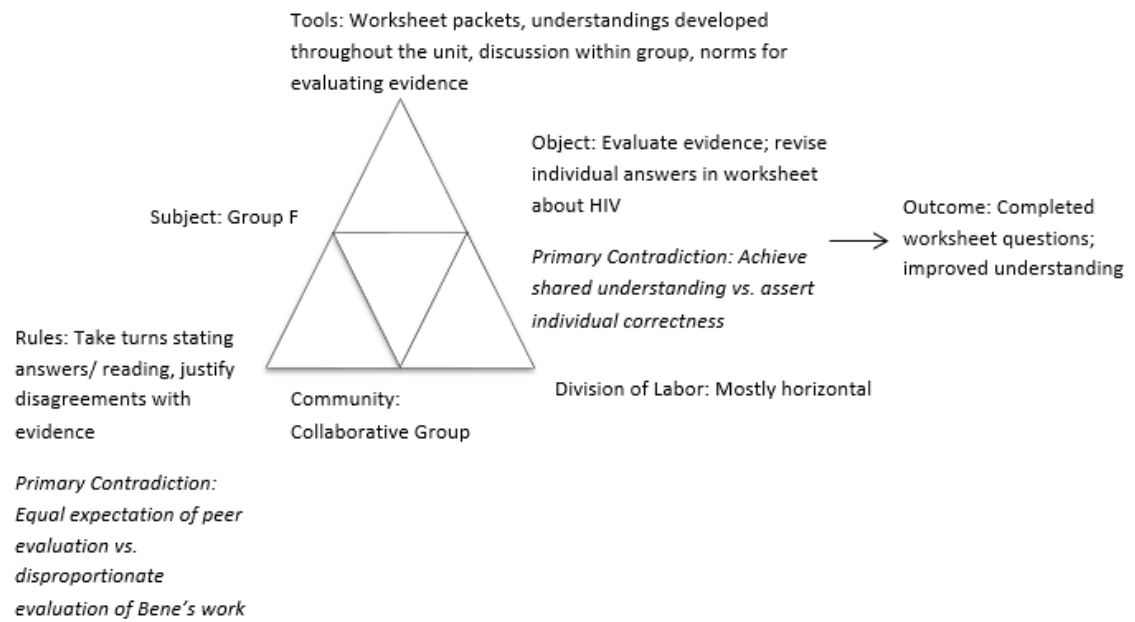 Tools: Worksheet packets, understandings developed
throughout the unit, discussion within group, norms for
evaluating evidence
Object: Evaluate evidence; revise
individual answers in worksheet
about HIV
Primary Contradiction: Achieve
shared understanding vs. assert
individual correctness
Subject: Group F
Outcome: Completed
worksheet questions;
improved understanding
Rules: Take turns stating
answers/ reading, justify
disagreements with
evidence
Primary Contradiction:
Equal expectation of peer
evaluation vs.
disproportionate
evaluation of Bene's work
Community:
Collaborative Group
Division of Labor: Mostly horizontal